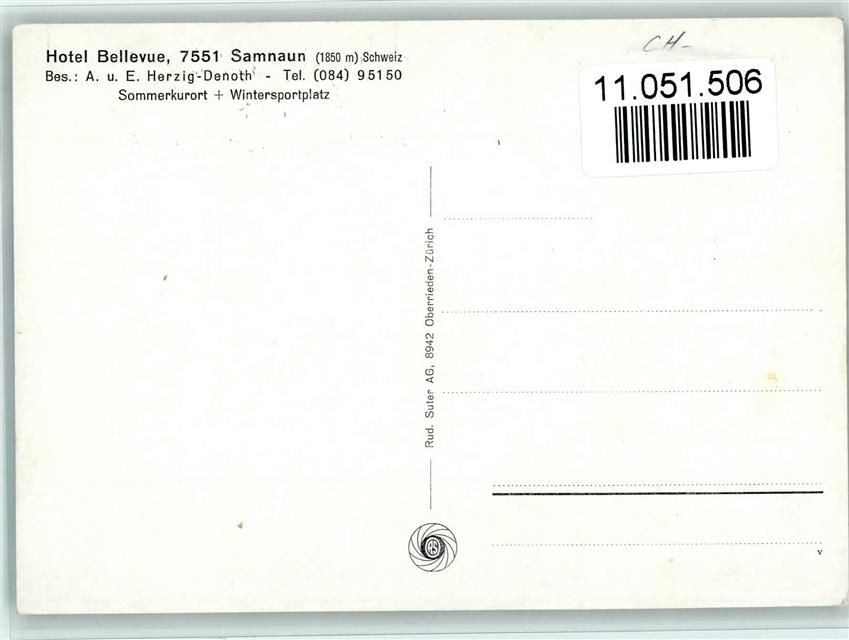 Hotel Bellevue, 7551 Samnaun (1850 m) Schweiz
Bes.: A. u. E. Herzig-Denoth - Tel. (084) 95150
Sommerkurort + Wintersportplatz
CH-
11.051.506
Rud. Suter AG, 8942 Oberrieden-Zürich
v